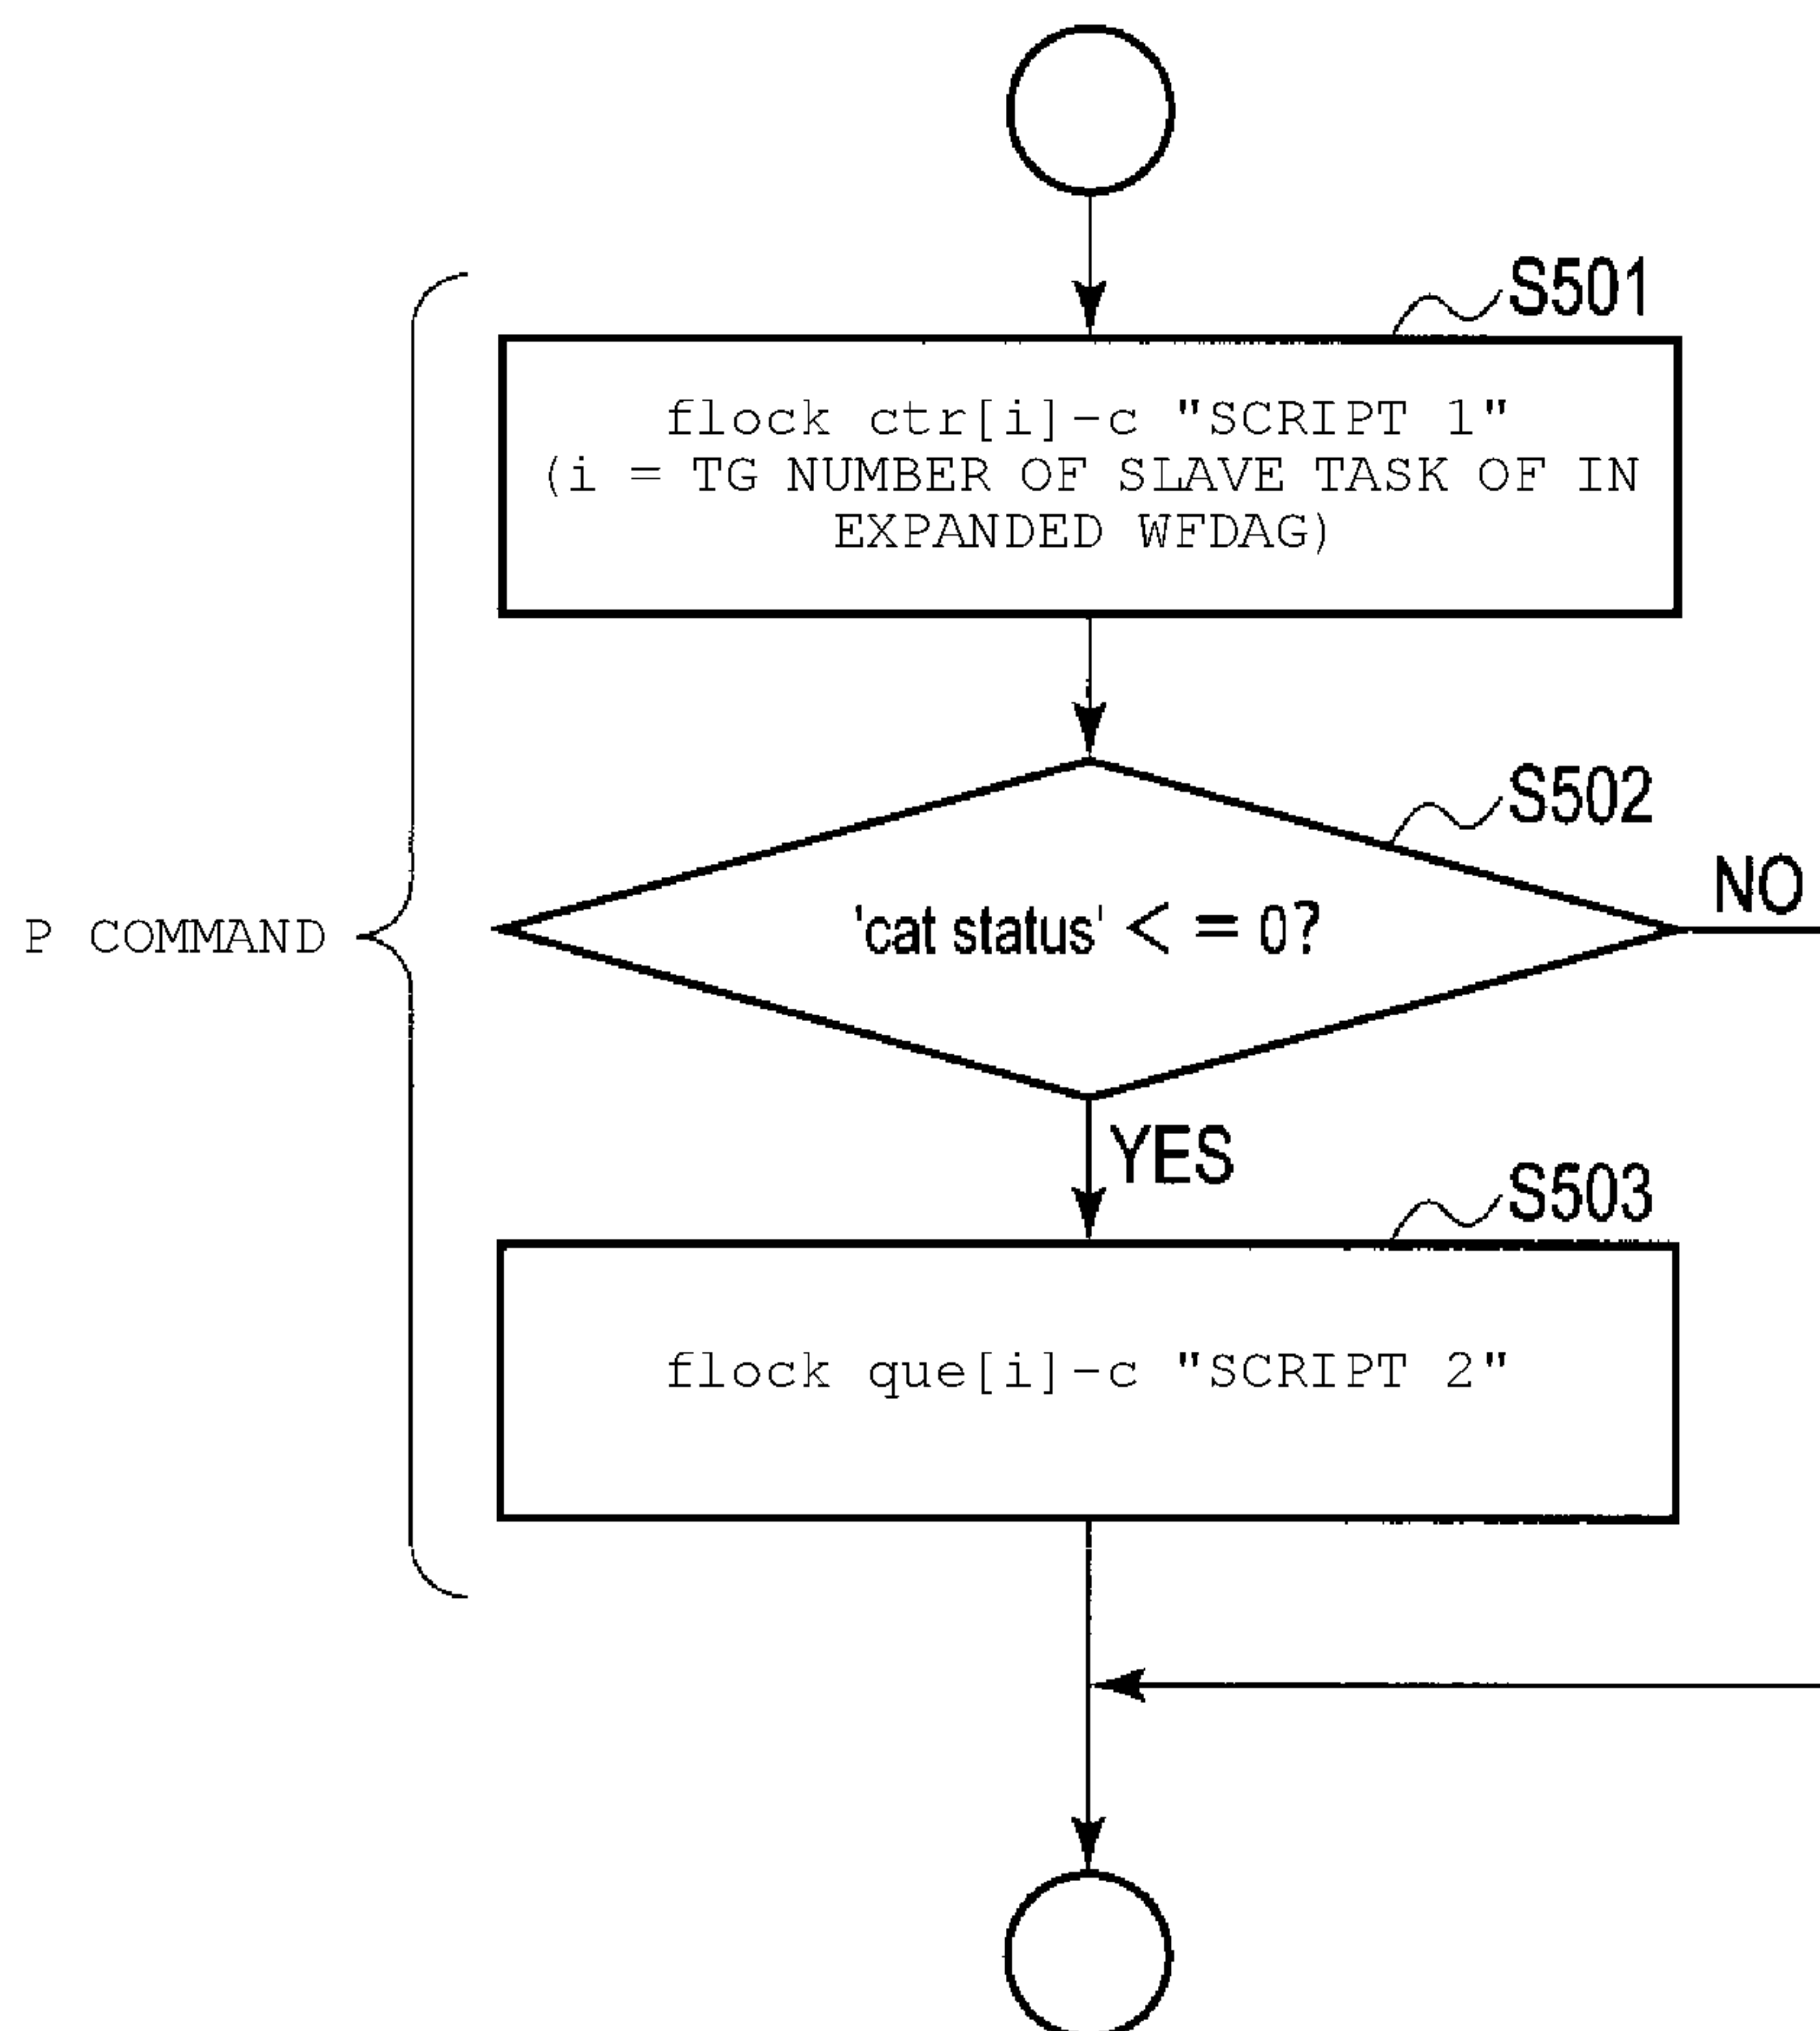 S501
flock ctr[i]-c "SCRIPT 1"
(i = TG NUMBER OF SLAVE TASK OF IN
EXPANDED WFDAG)
S502
NO
P COMMAND
'cat status' < = 0?
YES
S503
flock que[i]-c "SCRIPT 2"